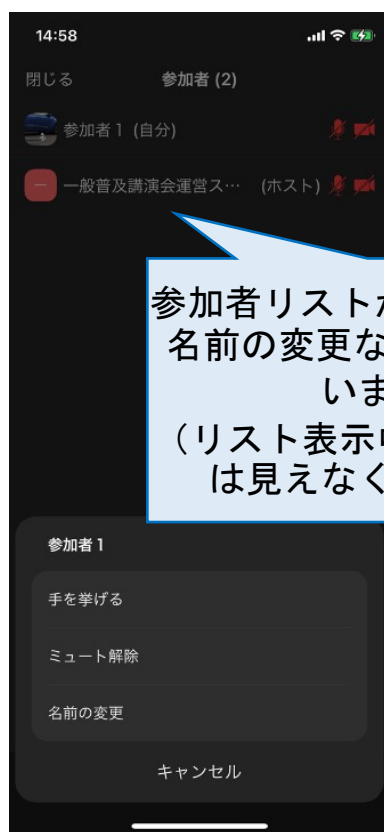 14:58
閉じる 参加者 (2)
参加者 1 (自分)
一般普及講演会運営ス… (ホスト)
参加者リスト
名前の変更な
いま
（リスト表示
は見えなく
参加者 1
手を挙げる
ミュート解除
名前の変更
キャンセル